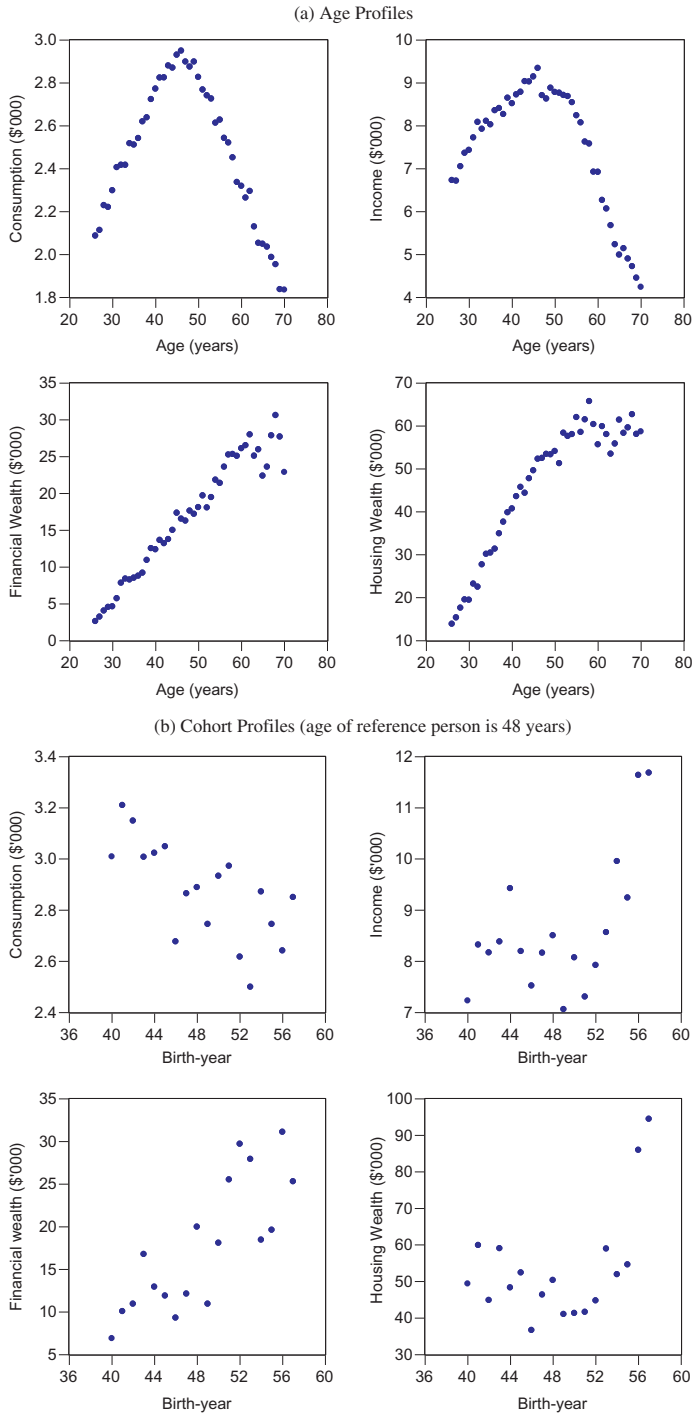 (a) Age Profiles
3.0
2.8
2.6
2.4
2.2
2.0
1.8
20 30 40 50 60 70 80
Consumption ($'000)
Age (years)
10
9
8
7
6
5
4
20 30 40 50 60 70 80
Income ($'000)
Age (years)
35
30
25
20
15
10
5
0
20 30 40 50 60 70 80
Financial Wealth ($'000)
Age (years)
70
60
50
40
30
20
10
20 30 40 50 60 70 80
Housing Wealth ($'000)
Age (years)
(b) Cohort Profiles (age of reference person is 48 years)
3.4
3.2
3.0
2.8
2.6
2.4
36 40 44 48 52 56 60
Consumption ($'000)
Birth-year
12
11
10
9
8
7
36 40 44 48 52 56 60
Income ($'000)
Birth-year
35
30
25
20
15
10
5
36 40 44 48 52 56 60
Financial wealth ($'000)
Birth-year
100
90
80
70
60
50
40
30
36 40 44 48 52 56 60
Housing Wealth ($'000)
Birth-year